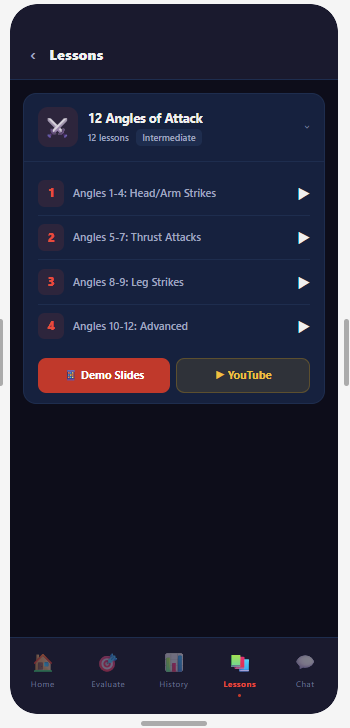 Lessons
12 Angles of Attack
12 lessons Intermediate
1 Angles 1-4: Head/Arm Strikes
2 Angles 5-7: Thrust Attacks
3 Angles 8-9: Leg Strikes
4 Angles 10-12: Advanced
Demo Slides YouTube
Home Evaluate History Lessons Chat